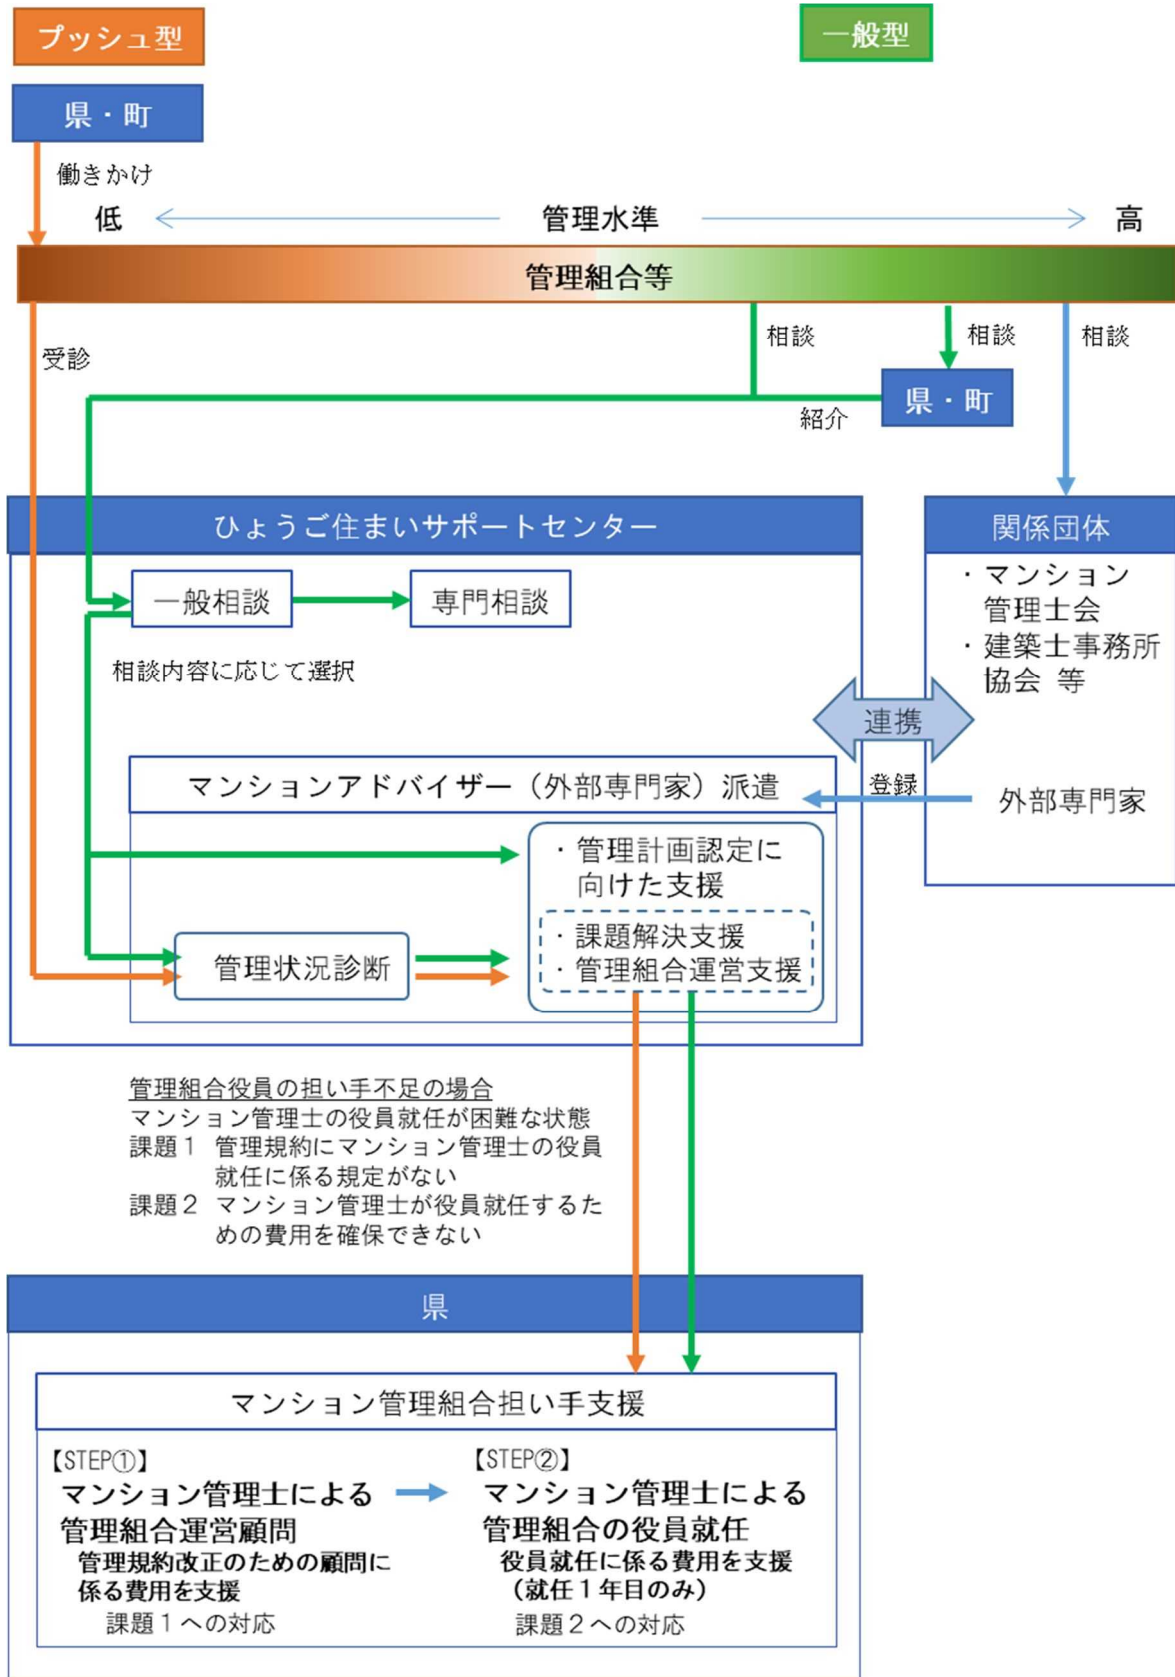 プッシュ型
一般型
県・町
働きかけ
低
管理水準
高
管理組合等
受診
相談
相談
相談
県・町
紹介
ひょうご住まいサポートセンター
関係団体
一般相談
専門相談
・マンション
管理士会
・建築士事務所
協会 等
相談内容に応じて選択
連携
マンションアドバイザー（外部専門家）派遣
登録
外部専門家
・管理計画認定に
向けた支援
・課題解決支援
・管理組合運営支援
管理状況診断
管理組合役員の担い手不足の場合
マンション管理士の役員就任が困難な状態
課題１ 管理規約にマンション管理士の役員
就任に係る規定がない
課題２ マンション管理士が役員就任するた
めの費用を確保できない
県
マンション管理組合担い手支援
【STEP①】
マンション管理士による
管理組合運営顧問
管理規約改正のための顧問に
係る費用を支援
課題１への対応
【STEP②】
マンション管理士による
管理組合の役員就任
役員就任に係る費用を支援
（就任１年目のみ）
課題２への対応